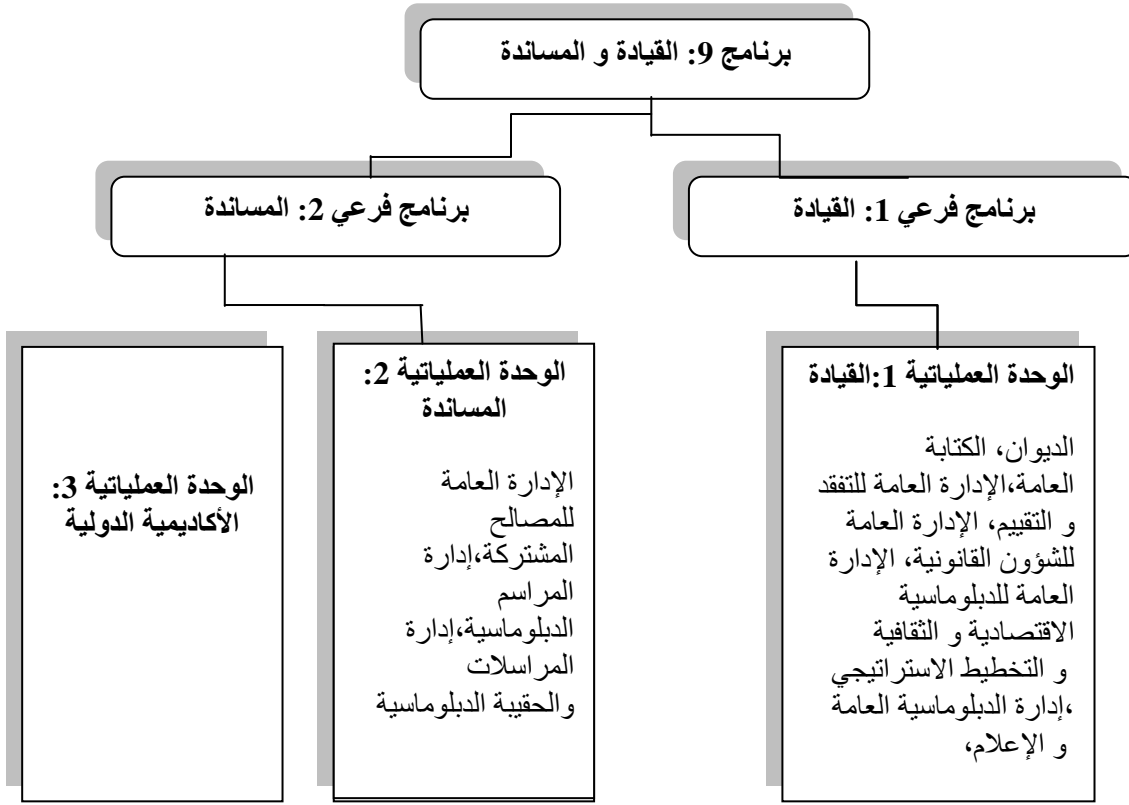 برنامج 9: القيادة و المساندة
برنامج فرعي 1: القيادة
برنامج فرعي 2: المساندة
الوحدة العملياتية 1:القيادة
الديوان، الكتابة
العامة،الإدارة العامة للتفقد
و التقييم، الإدارة العامة
للشؤون القانونية، الإدارة
العامة للدبلوماسية
الاقتصادية و الثقافية
و التخطيط الاستراتيجي
،إدارة الدبلوماسية العامة
و الإعلام،
الوحدة العملياتية 2:
المساندة
الإدارة العامة
للمصالح
المشتركة،إدارة
المراسم
الدبلوماسية،إدارة
المراسلات
والحقيبة الدبلوماسية
الوحدة العملياتية 3:
الأكاديمية الدولية